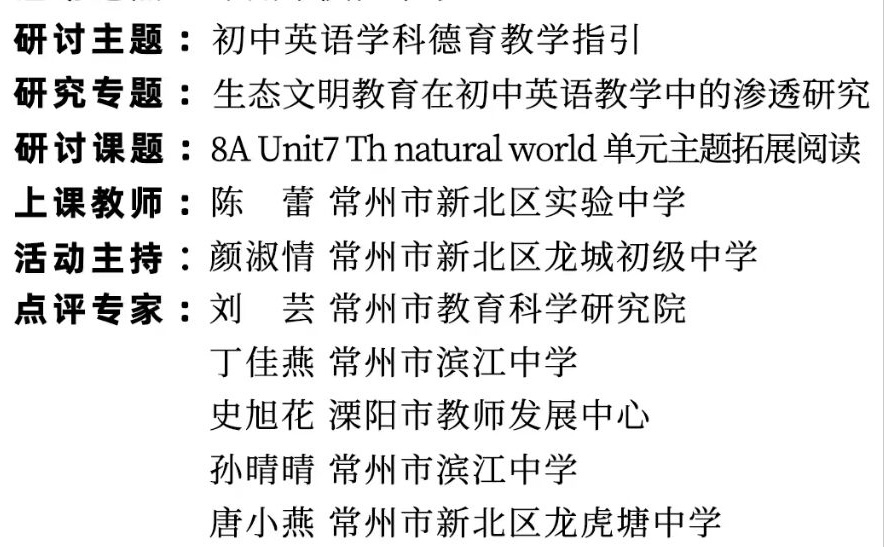 研讨主题：初中英语学科德育教学指引
研究专题：生态文明教育在初中英语教学中的渗透研究
研讨课题：8A Unit7 Th natural world 单元主题拓展阅读
上课教师：陈　蕾 常州市新北区实验中学
活动主持：颜淑情 常州市新北区龙城初级中学
点评专家：刘　芸 常州市教育科学研究院
丁佳燕 常州市滨江中学
史旭花 溧阳市教师发展中心
孙晴晴 常州市滨江中学
唐小燕 常州市新北区龙虎塘中学